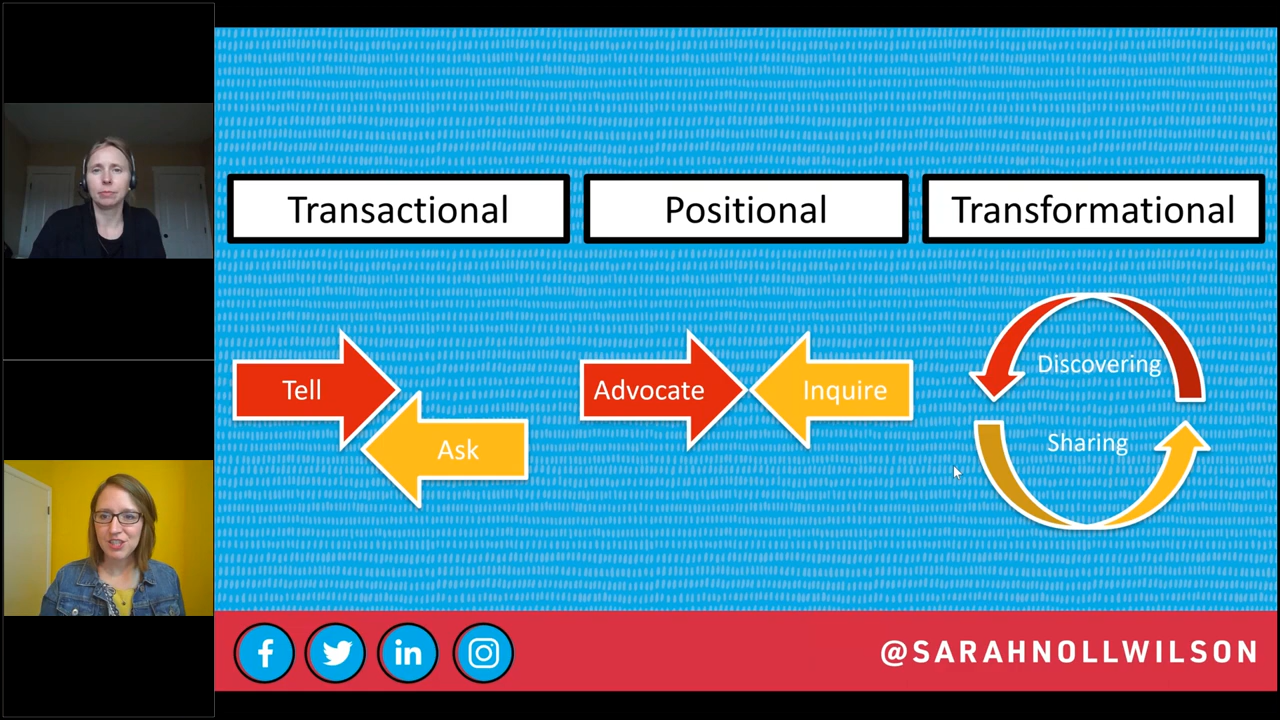 Transactional
Positional
Transformational
Tell
Ask
Advocate
Inquire
Discovering
Sharing
@SARAHNOLLWILSON